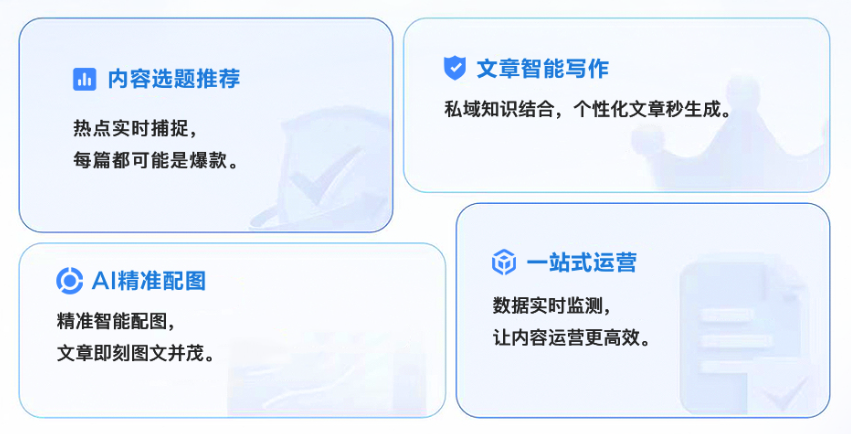 内容选题推荐
热点实时捕捉，
每篇都可能是爆款。
文章智能写作
私域知识结合，个性化文章秒生成。
AI精准配图
精准智能配图，
文章即刻图文并茂。
一站式运营
数据实时监测，
让内容运营更高效。